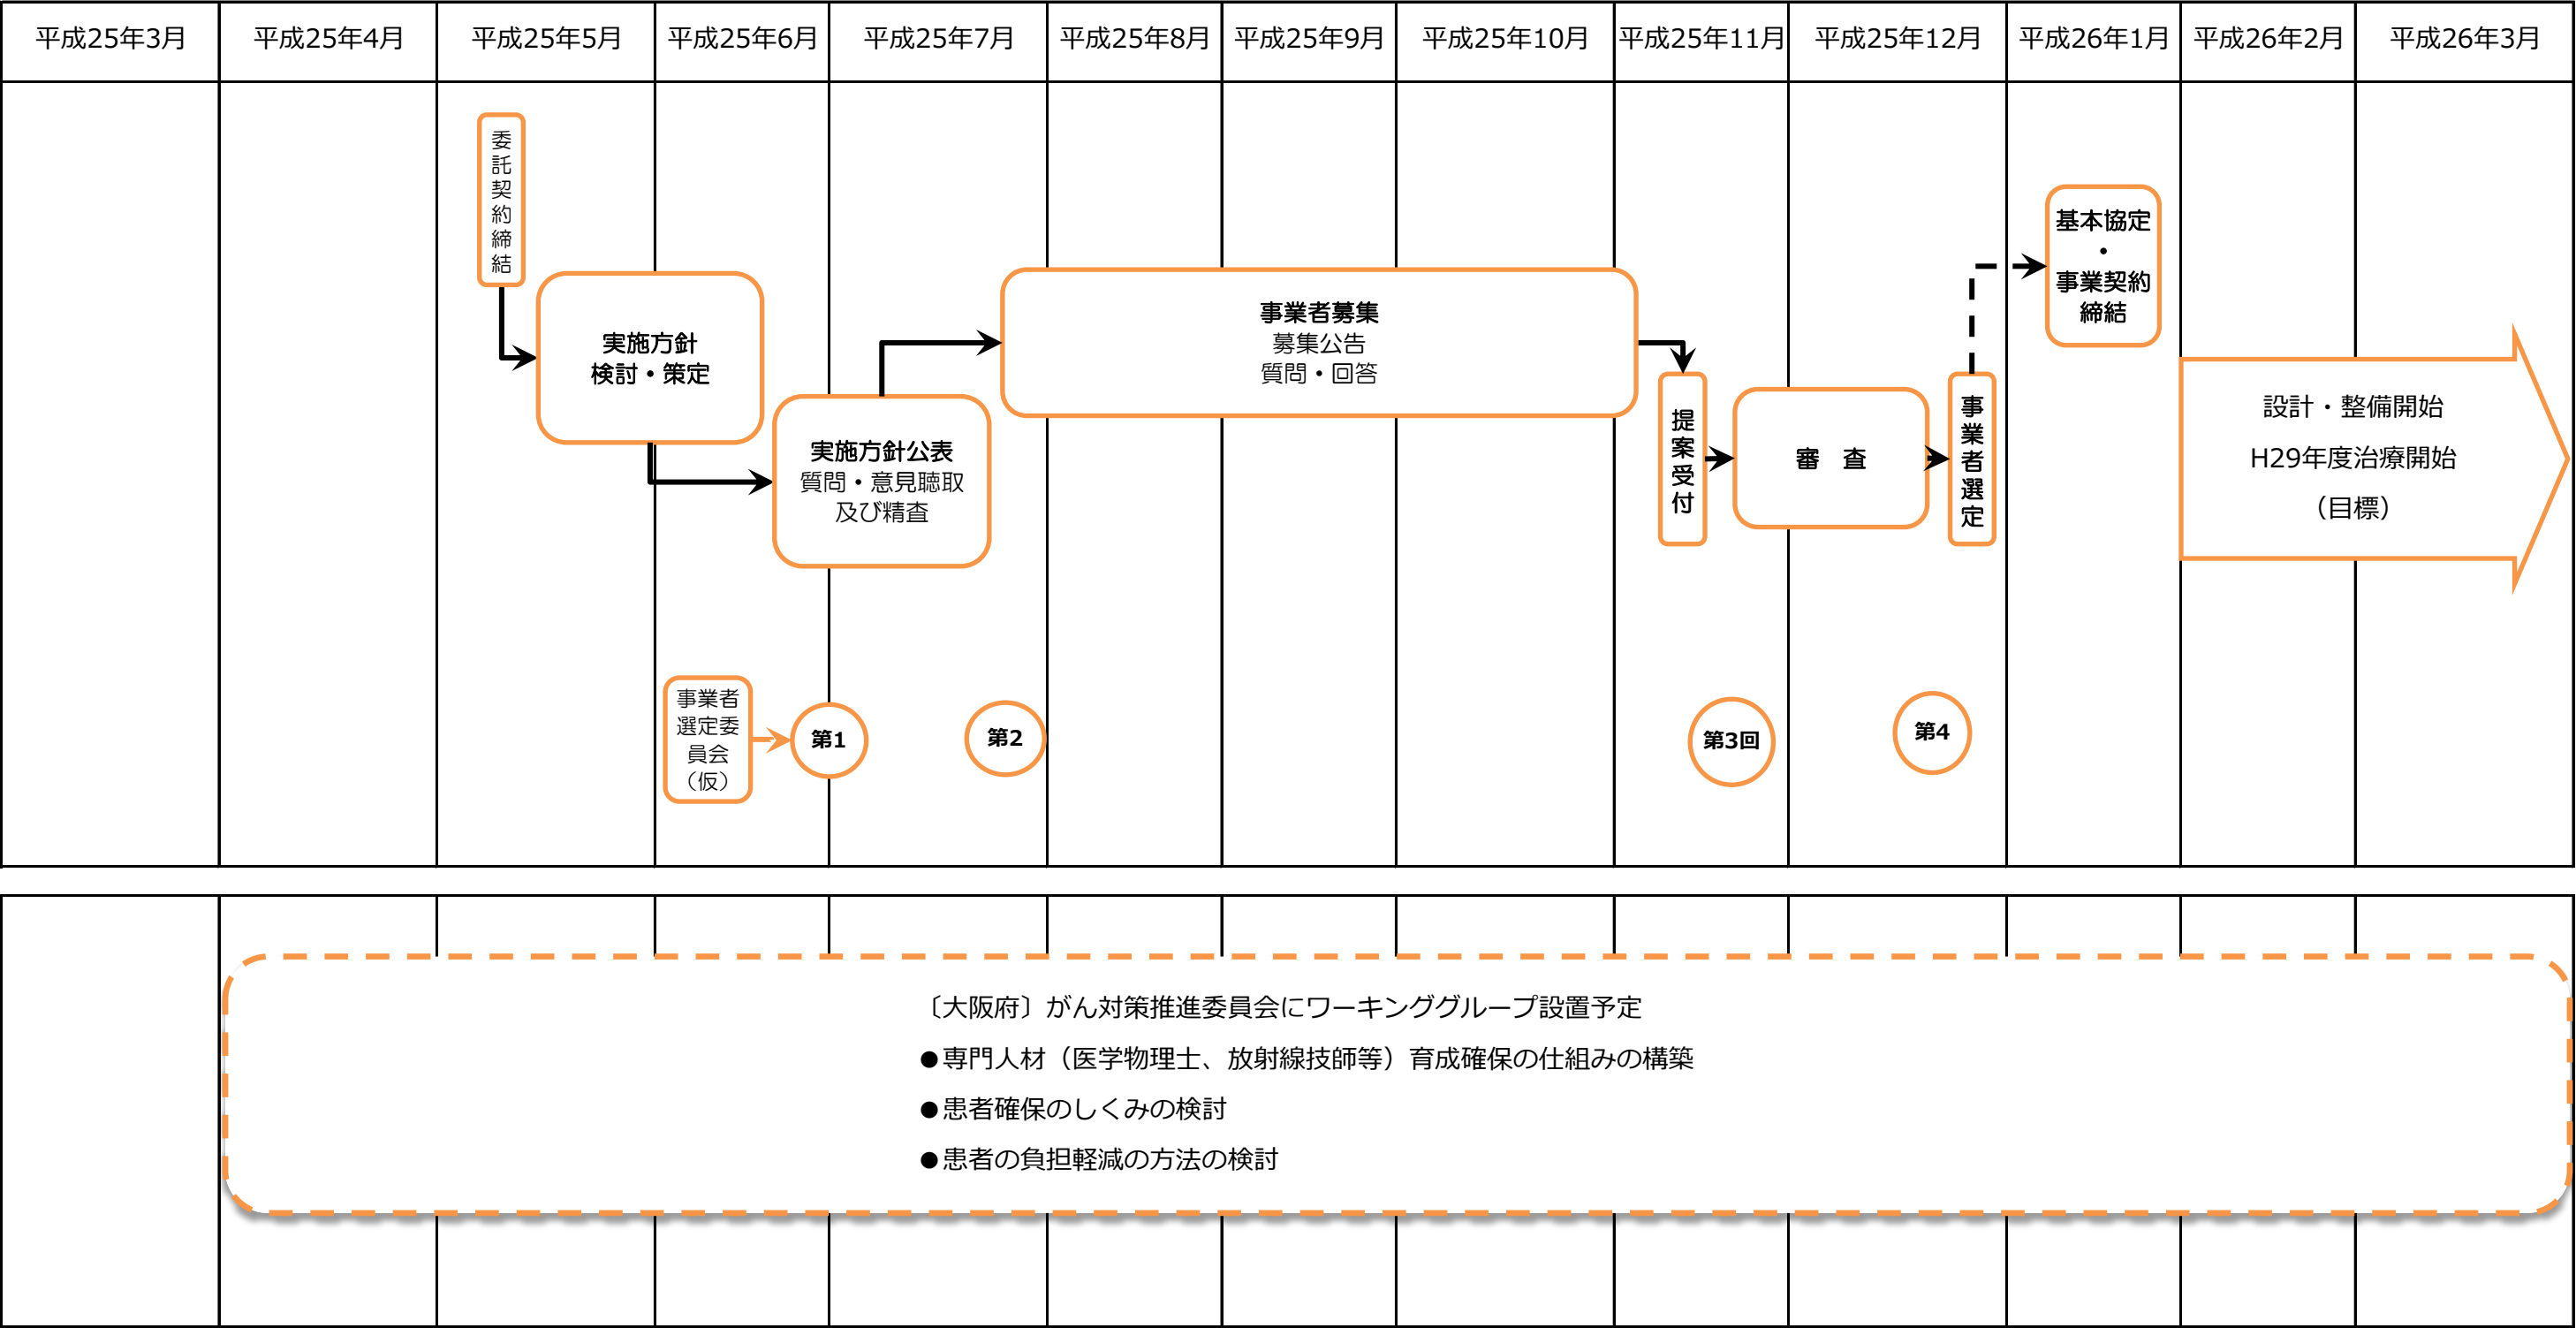 平成25年3月
平成25年4月
平成25年5月
平成25年6月
平成25年7月
平成25年8月
平成25年9月
平成25年10月
平成25年11月
平成25年12月
平成26年1月
平成26年2月
平成26年3月
委託契約締結
実施方針
検討・策定
実施方針公表
質問・意見聴取
及び精査
事業者募集
募集公告
質問・回答
提案受付
審　査
事業者選定
基本協定
・
事業契約
締結
設計・整備開始
H29年度治療開始
（目標）
事業者
選定委
員会
（仮）
第1
第2
第3回
第4
〔大阪府〕がん対策推進委員会にワーキンググループ設置予定
●専門人材（医学物理士、放射線技師等）育成確保の仕組みの構築
●患者確保のしくみの検討
●患者の負担軽減の方法の検討